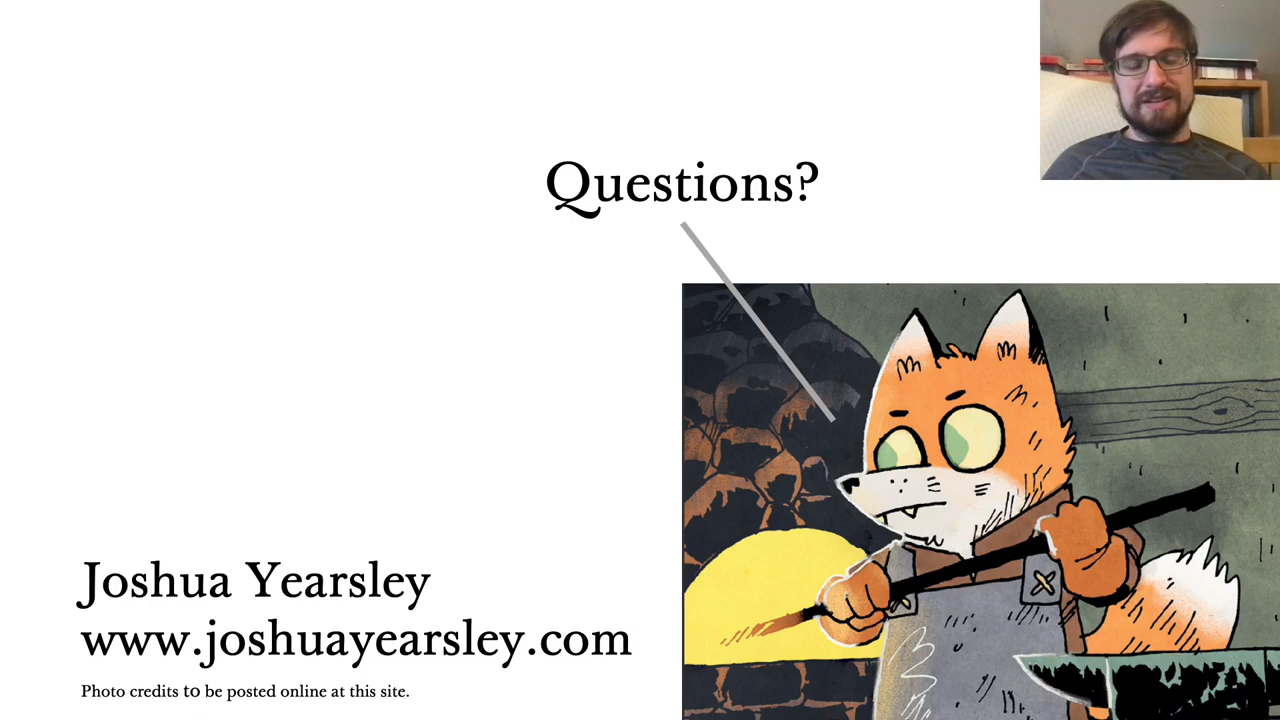 Questions?
Joshua Yearsley
www.joshuayearsley.com
Photo credits to be posted online at this site.